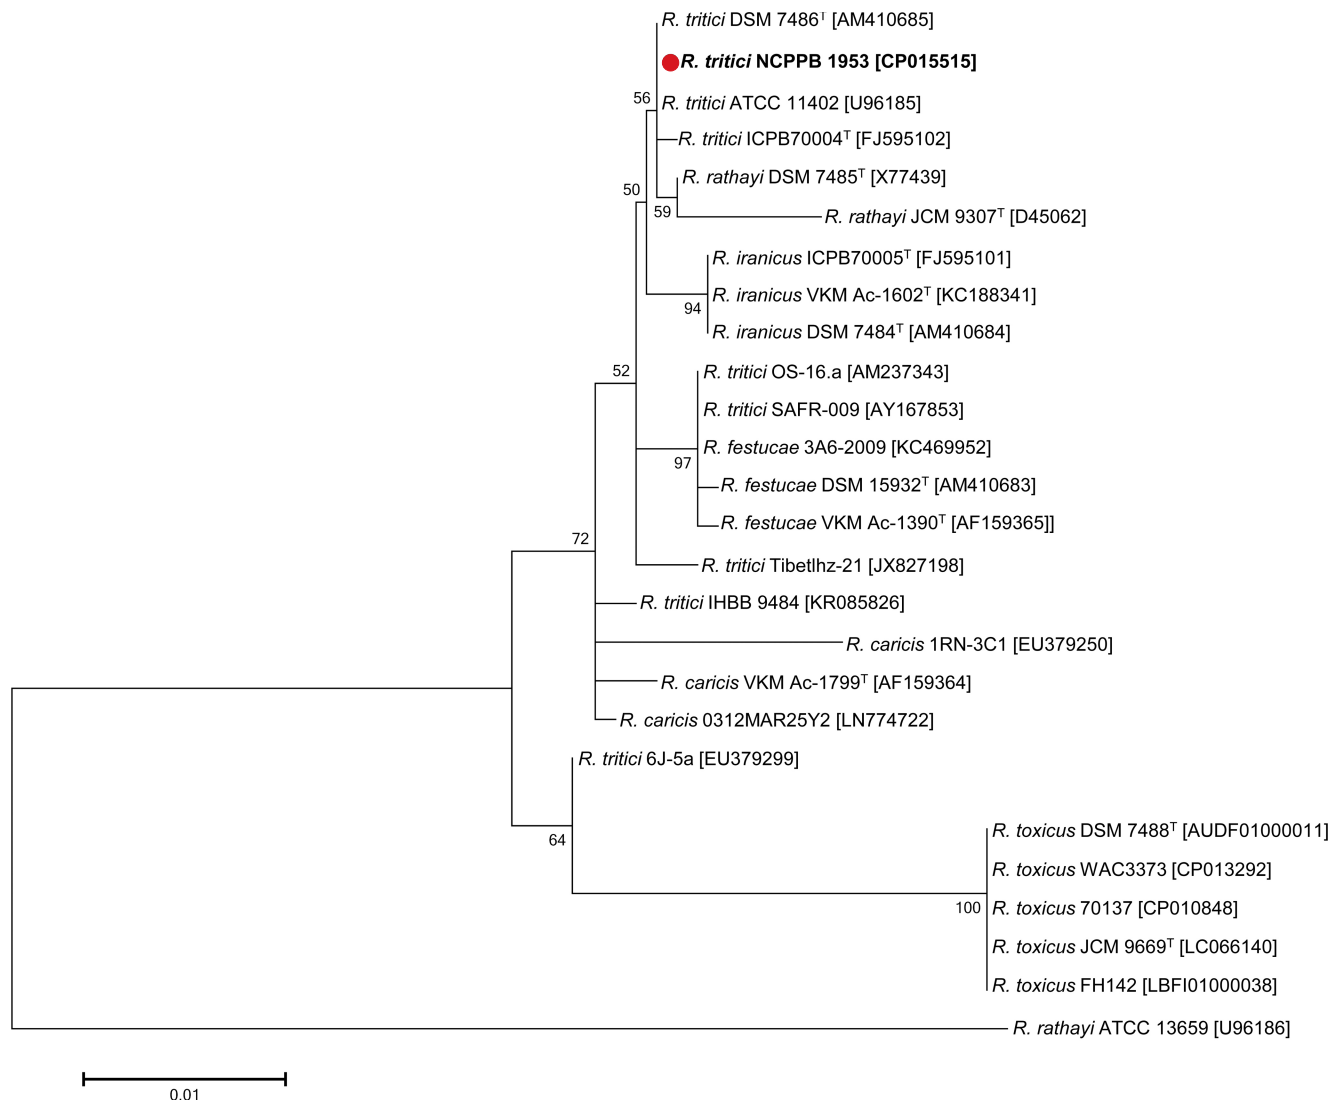 R. tritici DSM 7486ᵀ [AM410685]
R. tritici NCPPB 1953 [CP015515]
56
R. tritici ATCC 11402 [U96185]
R. tritici ICPB70004ᵀ [FJ595102]
R. rathayi DSM 7485ᵀ [X77439]
50
59
R. rathayi JCM 9307ᵀ [D45062]
R. iranicus ICPB70005ᵀ [FJ595101]
R. iranicus VKM Ac-1602ᵀ [KC188341]
94
R. iranicus DSM 7484ᵀ [AM410684]
52
R. tritici OS-16.a [AM237343]
R. tritici SAFR-009 [AY167853]
R. festucae 3A6-2009 [KC469952]
97
R. festucae DSM 15932ᵀ [AM410683]
R. festucae VKM Ac-1390ᵀ [AF159365]]
72
R. tritici Tibetlhz-21 [JX827198]
R. tritici IHBB 9484 [KR085826]
R. caricis 1RN-3C1 [EU379250]
R. caricis VKM Ac-1799ᵀ [AF159364]
R. caricis 0312MAR25Y2 [LN774722]
R. tritici 6J-5a [EU379299]
64
R. toxicus DSM 7488ᵀ [AUDF01000011]
R. toxicus WAC3373 [CP013292]
100
R. toxicus 70137 [CP010848]
R. toxicus JCM 9669ᵀ [LC066140]
R. toxicus FH142 [LBFI01000038]
R. rathayi ATCC 13659 [U96186]
0.01